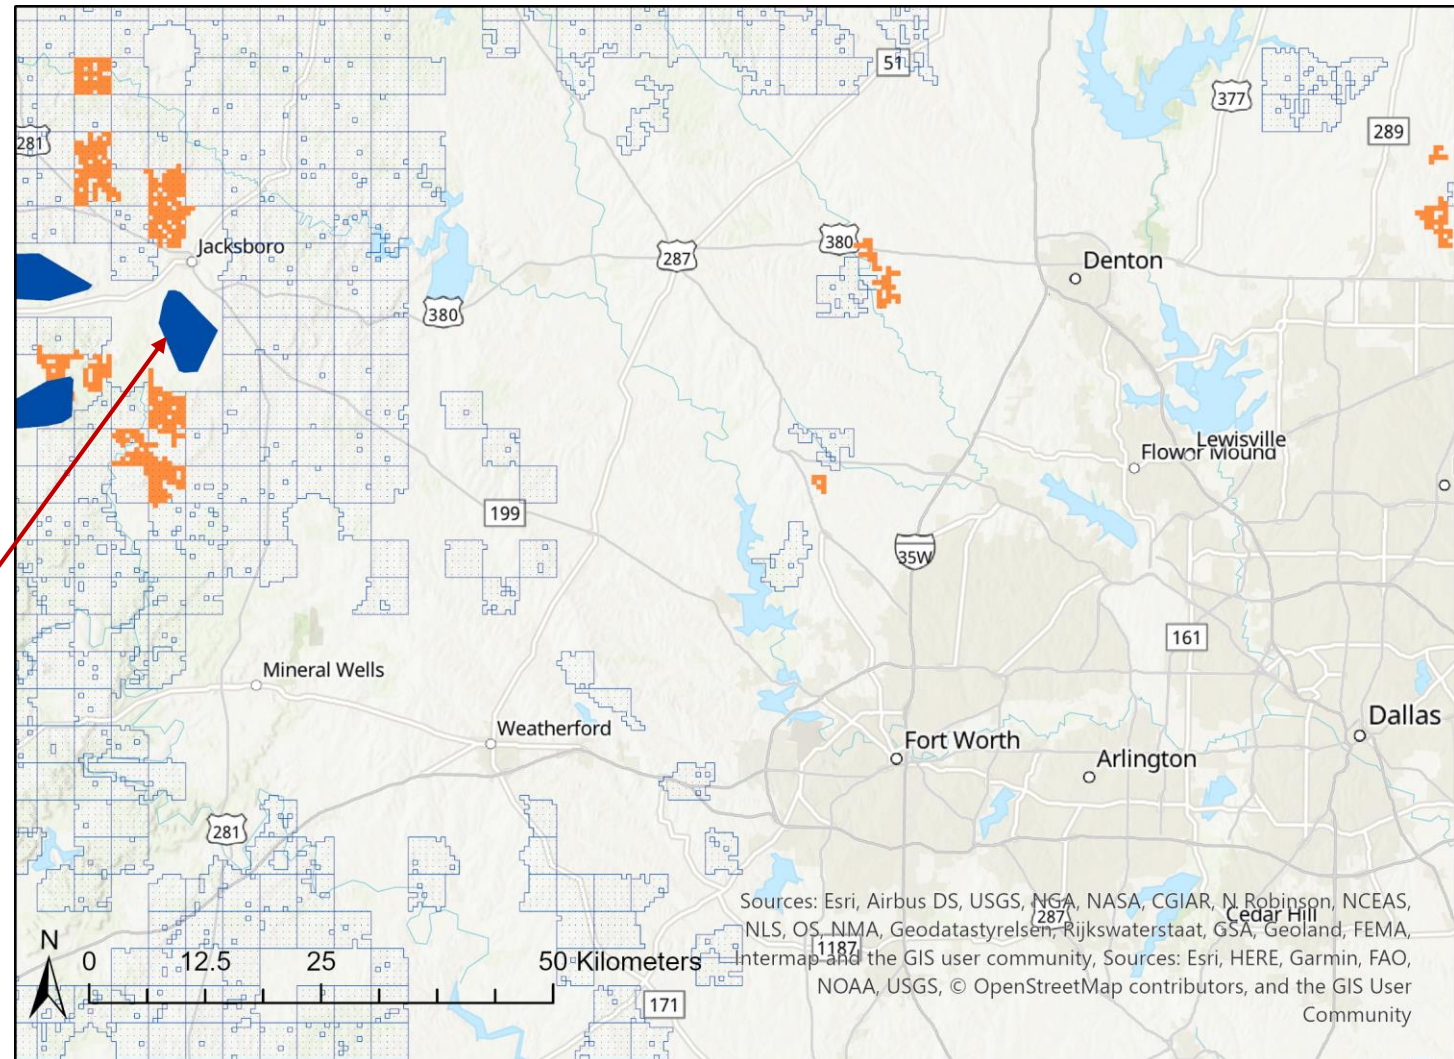 51
377
289
281
Jacksboro
380
287
Denton
380
Lewisville
Flower Mound
199
35W
161
Mineral Wells
Weatherford
Dallas
Fort Worth
Arlington
281
Sources: Esri, Airbus DS, USGS, NGA, NASA, CGIAR, N Robinson, NCEAS,
287
Cedar Hill
NLS, OS, NMA, Geodatastyrelsen, Rijkswaterstaat, GSA, Geoland, FEMA,
1187
Intermap and the GIS user community, Sources: Esri, HERE, Garmin, FAO,
NOAA, USGS, © OpenStreetMap contributors, and the GIS User
Community
N
0 12.5 25 50 Kilometers
171